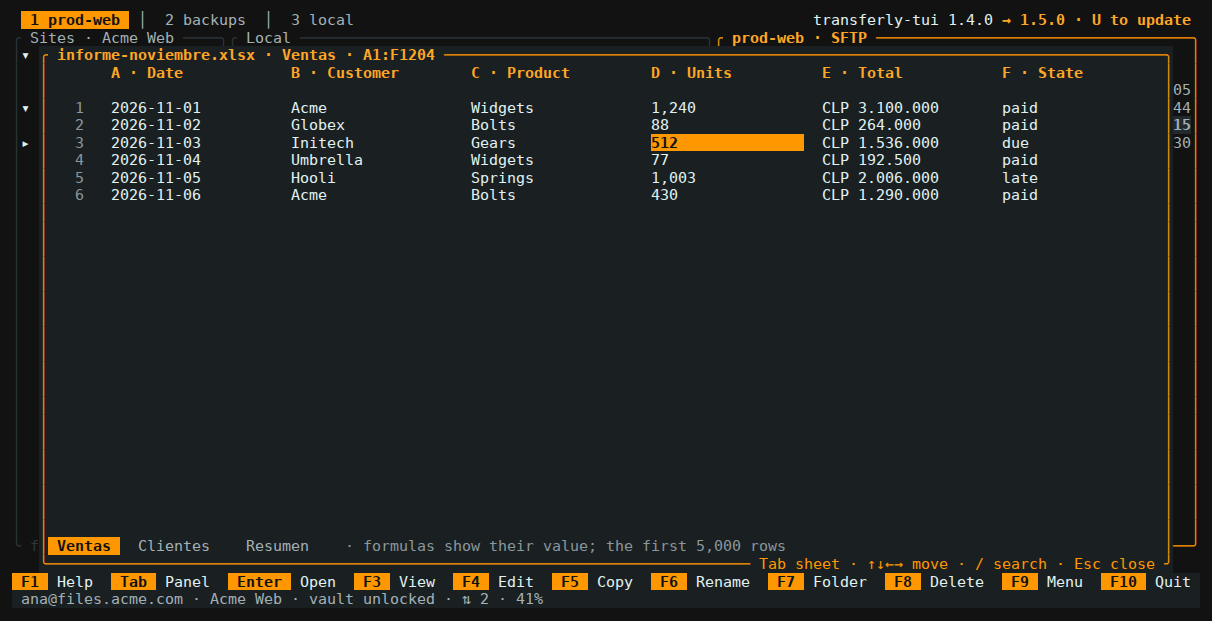 1 prod-web │ 2 backups │ 3 local transferly-tui 1.4.0 → 1.5.0 · U to update
Sites · Acme Web Local prod-web · SFTP
▾ informe-noviembre.xlsx · Ventas · A1:F1204
A · Date B · Customer C · Product D · Units E · Total F · State
05
▾ 1 2026-11-01 Acme Widgets 1,240 CLP 3.100.000 paid 44
2 2026-11-02 Globex Bolts 88 CLP 264.000 paid 15
▸ 3 2026-11-03 Initech Gears 512 CLP 1.536.000 due 30
4 2026-11-04 Umbrella Widgets 77 CLP 192.500 paid
5 2026-11-05 Hooli Springs 1,003 CLP 2.006.000 late
6 2026-11-06 Acme Bolts 430 CLP 1.290.000 paid
f Ventas Clientes Resumen · formulas show their value; the first 5,000 rows
Tab sheet · ↑↓←→ move · / search · Esc close
F1 Help Tab Panel Enter Open F3 View F4 Edit F5 Copy F6 Rename F7 Folder F8 Delete F9 Menu F10 Quit
ana@files.acme.com · Acme Web · vault unlocked · ⇅ 2 · 41%